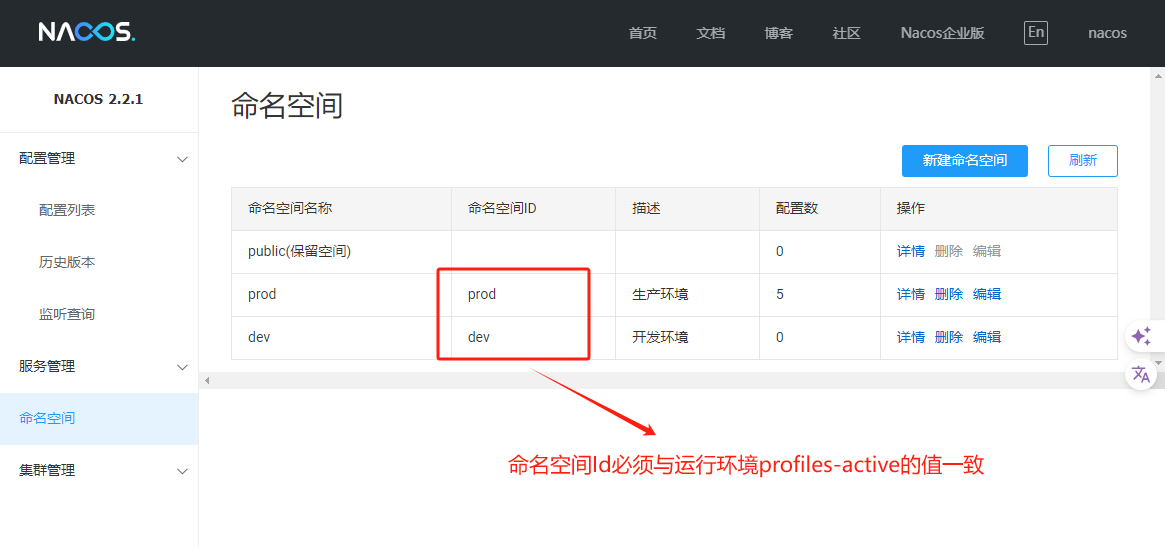 NACOS.
首页 文档 博客 社区 Nacos企业版 En nacos
NACOS 2.2.1
配置管理
配置列表
历史版本
监听查询
服务管理
命名空间
集群管理
命名空间
新建命名空间 刷新
命名空间名称 命名空间ID 描述 配置数 操作
public(保留空间) 0 详情 删除 编辑
prod prod 生产环境 5 详情 删除 编辑
dev dev 开发环境 0 详情 删除 编辑
命名空间Id必须与运行环境profiles-active的值一致